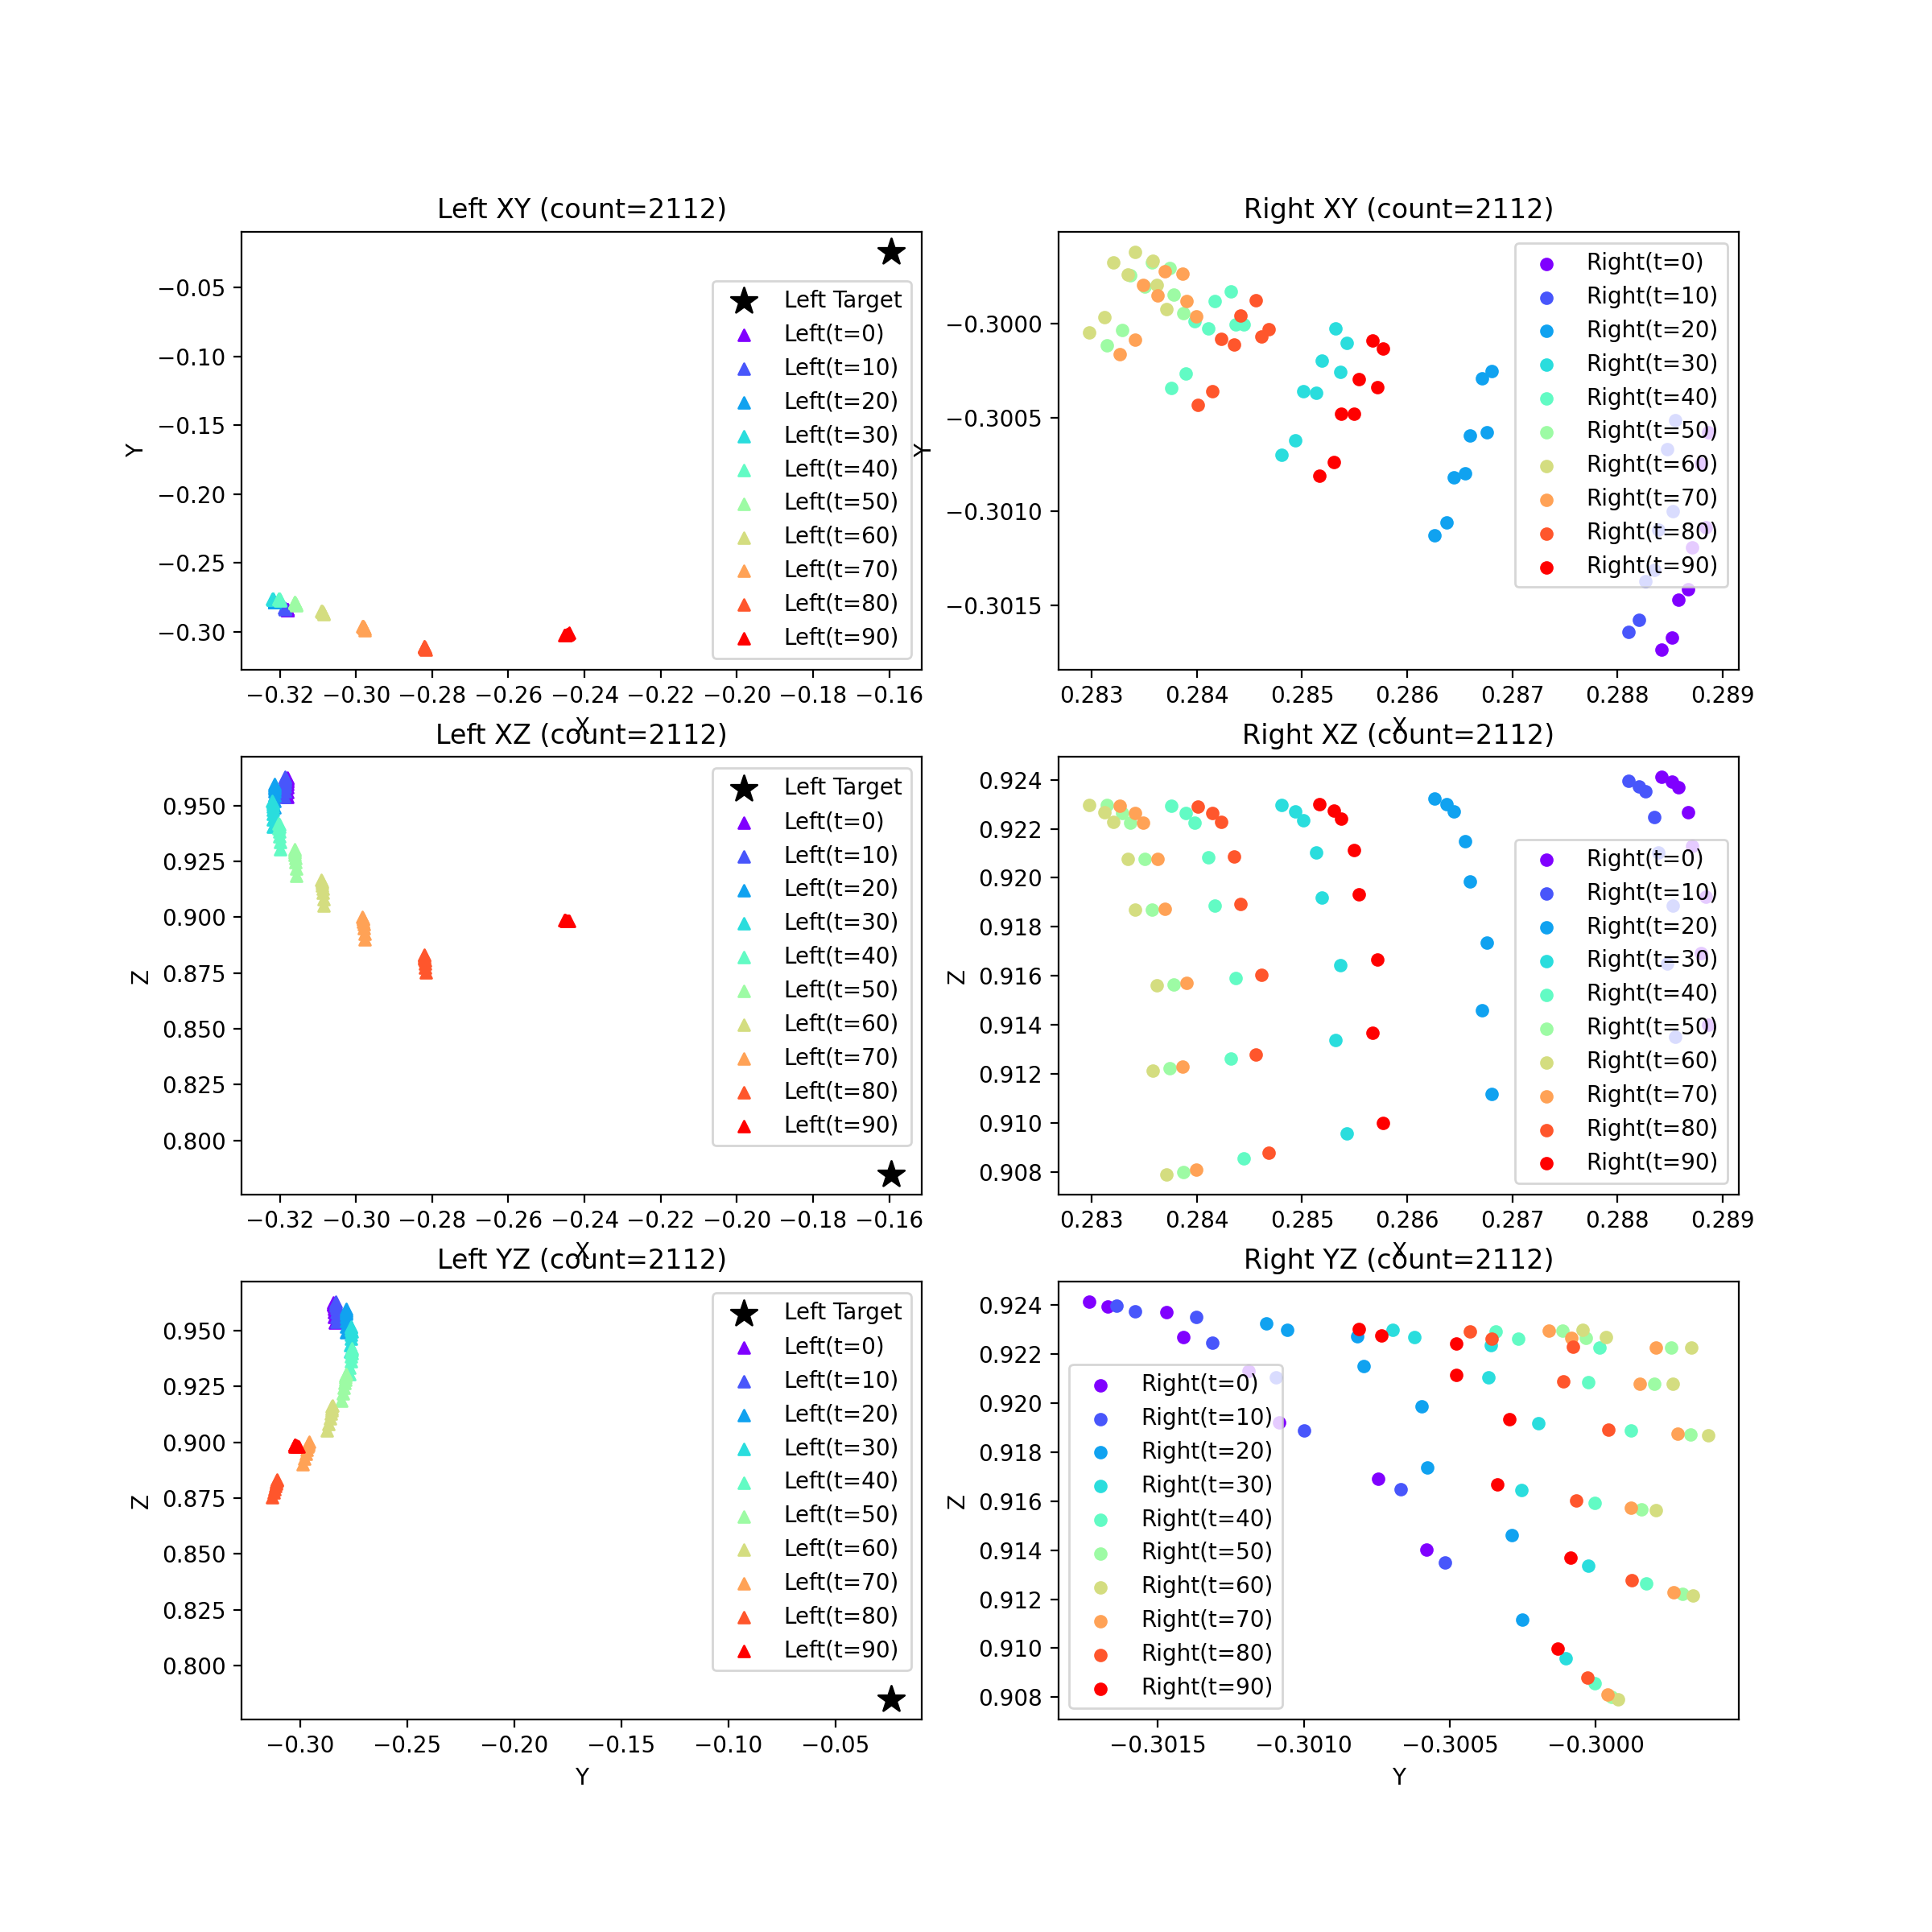 Left XY (count=2112)
Y
−0.05
−0.10
−0.15
−0.20
−0.25
−0.30
Left Target
Left(t=0)
Left(t=10)
Left(t=20)
Left(t=30)
Left(t=40)
Left(t=50)
Left(t=60)
Left(t=70)
Left(t=80)
Left(t=90)
−0.32 −0.30 −0.28 −0.26 −0.24 −0.22 −0.20 −0.18 −0.16
X
Right XY (count=2112)
Y
−0.3000
−0.3005
−0.3010
−0.3015
Right(t=0)
Right(t=10)
Right(t=20)
Right(t=30)
Right(t=40)
Right(t=50)
Right(t=60)
Right(t=70)
Right(t=80)
Right(t=90)
0.283 0.284 0.285 0.286 0.287 0.288 0.289
X
Left XZ (count=2112)
Z
0.950
0.925
0.900
0.875
0.850
0.825
0.800
Left Target
Left(t=0)
Left(t=10)
Left(t=20)
Left(t=30)
Left(t=40)
Left(t=50)
Left(t=60)
Left(t=70)
Left(t=80)
Left(t=90)
−0.32 −0.30 −0.28 −0.26 −0.24 −0.22 −0.20 −0.18 −0.16
X
Right XZ (count=2112)
Z
0.924
0.922
0.920
0.918
0.916
0.914
0.912
0.910
0.908
Right(t=0)
Right(t=10)
Right(t=20)
Right(t=30)
Right(t=40)
Right(t=50)
Right(t=60)
Right(t=70)
Right(t=80)
Right(t=90)
0.283 0.284 0.285 0.286 0.287 0.288 0.289
X
Left YZ (count=2112)
Z
0.950
0.925
0.900
0.875
0.850
0.825
0.800
Left Target
Left(t=0)
Left(t=10)
Left(t=20)
Left(t=30)
Left(t=40)
Left(t=50)
Left(t=60)
Left(t=70)
Left(t=80)
Left(t=90)
−0.30 −0.25 −0.20 −0.15 −0.10 −0.05
Y
Right YZ (count=2112)
Z
0.924
0.922
0.920
0.918
0.916
0.914
0.912
0.910
0.908
Right(t=0)
Right(t=10)
Right(t=20)
Right(t=30)
Right(t=40)
Right(t=50)
Right(t=60)
Right(t=70)
Right(t=80)
Right(t=90)
−0.3015 −0.3010 −0.3005 −0.3000
Y